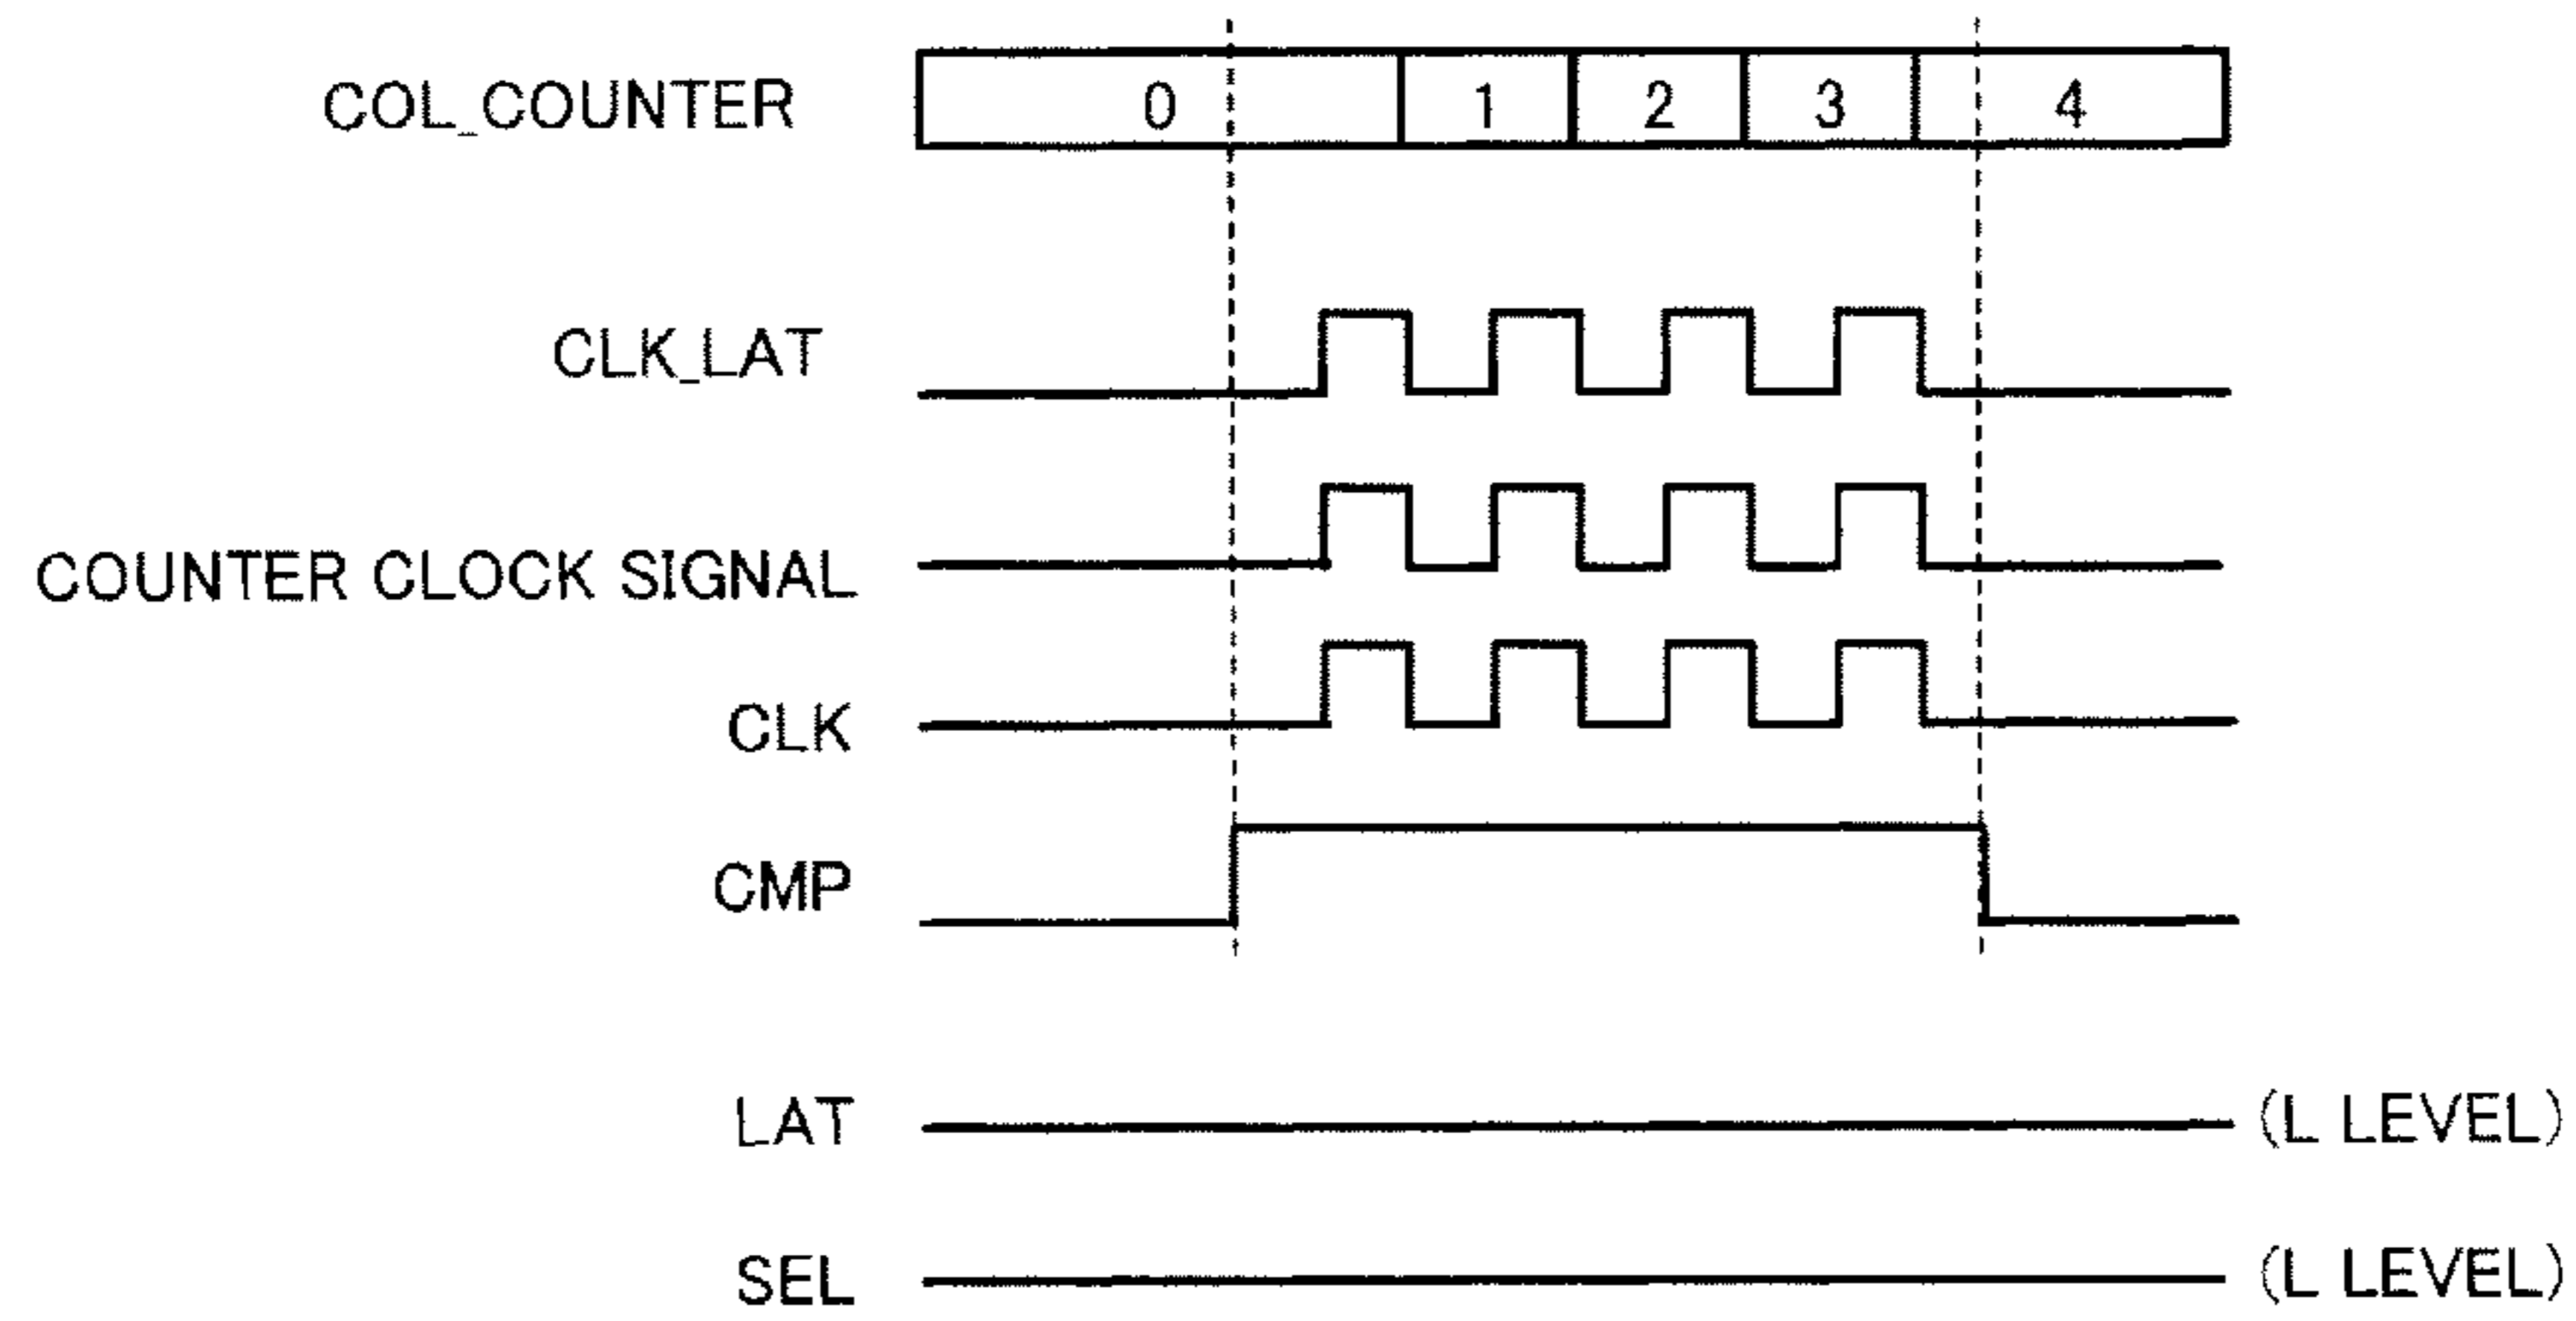 COL_COUNTER 0 1 2 3 4
CLK_LAT
COUNTER CLOCK SIGNAL
CLK
CMP
LAT (L LEVEL)
SEL (L LEVEL)